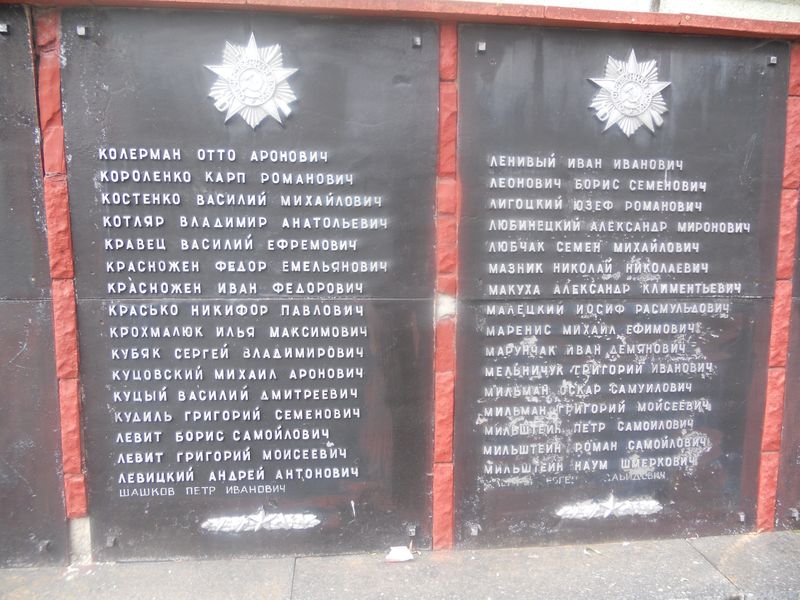 КОЛЕРМАН ОТТО АРОНОВИЧ
КОРОЛЕНКО КАРП РОМАНОВИЧ
КОСТЕНКО ВАСИЛИЙ МИХАЙЛОВИЧ
КОТЛЯР ВЛАДИМИР АНАТОЛЬЕВИЧ
КРАВЕЦ ВАСИЛИЙ ЕФРЕМОВИЧ
КРАСНОЖЕН ФЕДОР ЕМЕЛЬЯНОВИЧ
КРАСНОЖЕН ИВАН ФЕДОРОВИЧ
КРАСЬКО НИКИФОР ПАВЛОВИЧ
КРОХМАЛЮК ИЛЬЯ МАКСИМОВИЧ
КУБЯК СЕРГЕЙ ВЛАДИМИРОВИЧ
КУЦОВСКИЙ МИХАИЛ АРОНОВИЧ
КУЦЫЙ ВАСИЛИЙ ДМИТРЕЕВИЧ
КУДИЛЬ ГРИГОРИЙ СЕМЕНОВИЧ
ЛЕВИТ БОРИС САМОЙЛОВИЧ
ЛЕВИТ ГРИГОРИЙ МОИСЕЕВИЧ
ЛЕВИЦКИЙ АНДРЕЙ АНТОНОВИЧ
ШАШКОВ ПЕТР ИВАНОВИЧ
ЛЕНИВЫЙ ИВАН ИВАНОВИЧ
ЛЕОНОВИЧ БОРИС СЕМЕНОВИЧ
ЛИГОЦКИЙ ЮЗЕФ РОМАНОВИЧ
ЛЮБИНЕЦКИЙ АЛЕКСАНДР МИРОНОВИЧ
ЛЮБЧАК СЕМЕН МИХАЙЛОВИЧ
МАЗНИК НИКОЛАЙ НИКОЛАЕВИЧ
МАКУХА АЛЕКСАНДР КЛИМЕНТЬЕВИЧ
МАЛЕЦКИЙ ИОСИФ РАСМУЛЬДОВИЧ
МАРЕНИС МИХАИЛ ЕФИМОВИЧ
МАРУНЧАК ИВАН ДЕМЯНОВИЧ
МЕЛЬНИЧУК ГРИГОРИЙ ИВАНОВИЧ
МИЛЬМАН ОСКАР САМУИЛОВИЧ
МИЛЬМАН ГРИГОРИЙ МОЙСЕЕВИЧ
МИЛЬШТЕЙН ПЕТР САМОИЛОВИЧ
МИЛЬШТЕЙН РОМАН САМОЙЛОВИЧ
МИЛЬШТЕИН НАУМ ШМЕРКОВИЧ